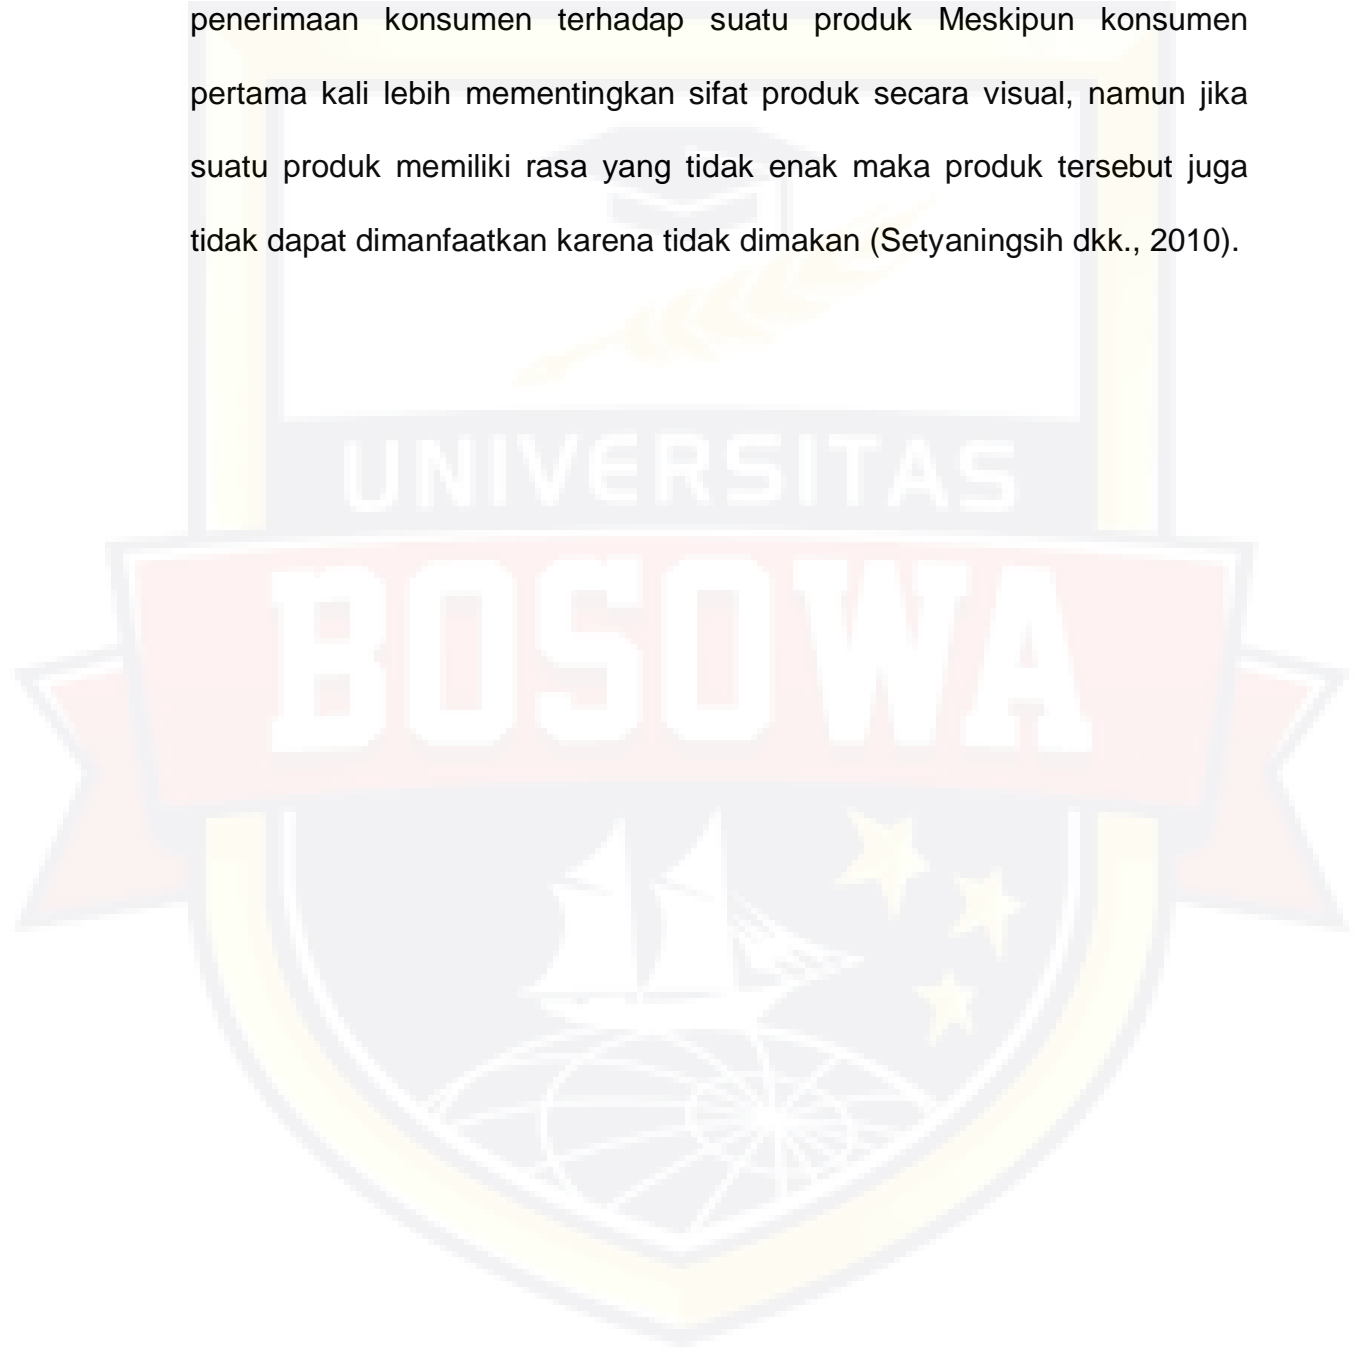 penerimaan konsumen terhadap suatu produk Meskipun konsumen
pertama kali lebih mementingkan sifat produk secara visual, namun jika
suatu produk memiliki rasa yang tidak enak maka produk tersebut juga
tidak dapat dimanfaatkan karena tidak dimakan (Setyaningsih dkk., 2010).
UNIVERSITAS
BOSOWA